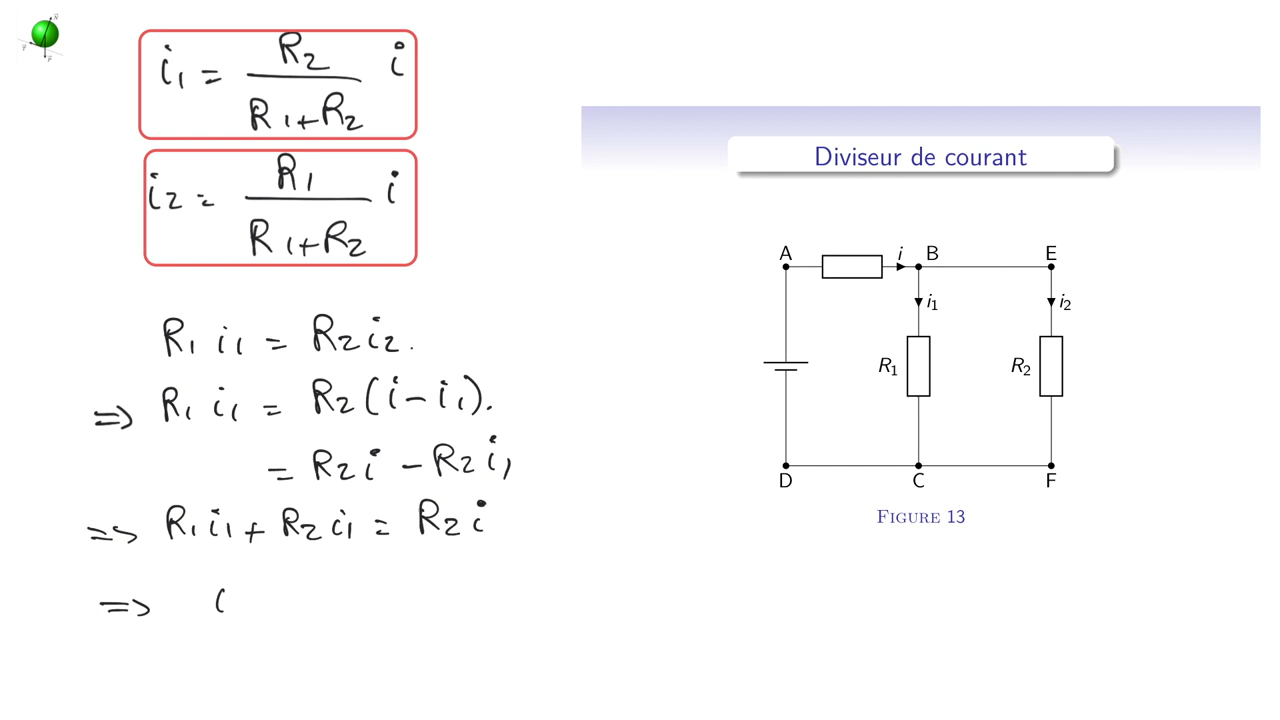 i₁ = R₂ / (R₁+R₂) i
i₂ = R₁ / (R₁+R₂) i
R₁ i₁ = R₂ i₂.
=> R₁ i₁ = R₂ (i - i₁).
= R₂ i - R₂ i₁
=> R₁ i₁ + R₂ i₁ = R₂ i
=> (
Diviseur de courant
A i B E
i₁ i₂
R₁ R₂
D C F
FIGURE 13